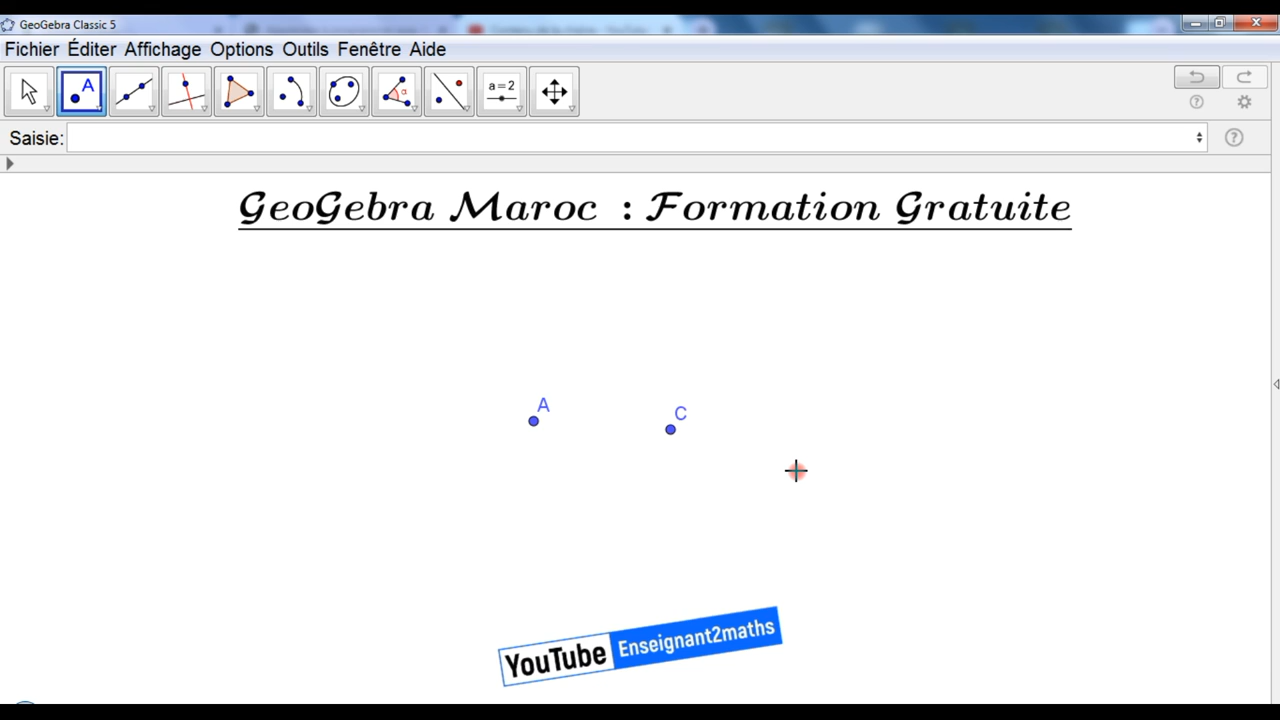 GeoGebra Classic 5
Fichier Éditer Affichage Options Outils Fenêtre Aide
A
α
a=2
Saisie:
GeoGebra Maroc : Formation Gratuite
A
C
YouTube Enseignant2maths